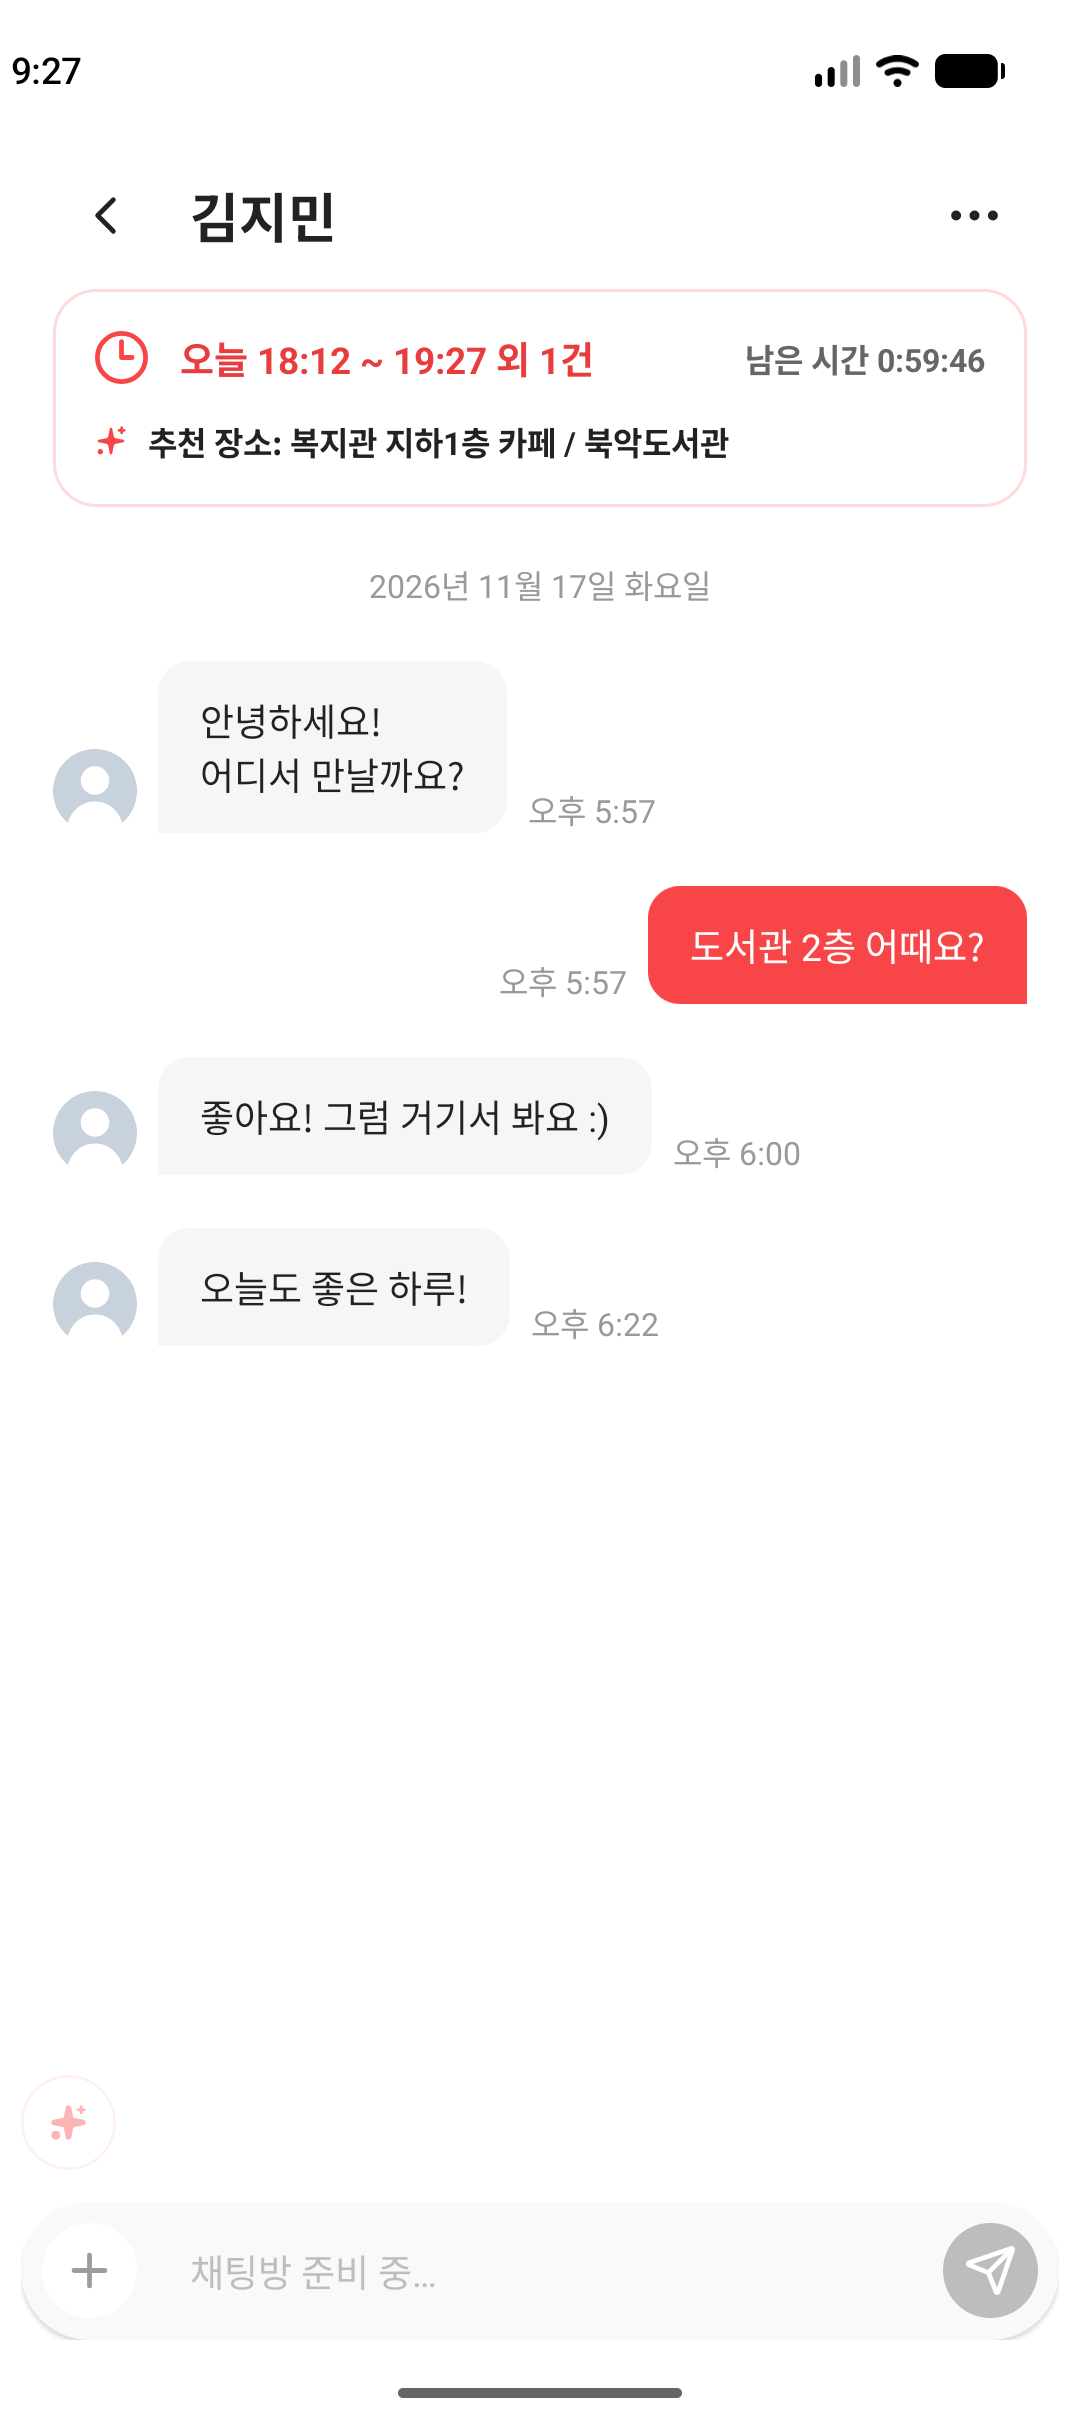 9:27
김지민
오늘 18:12 ~ 19:27 외 1건
남은 시간 0:59:46
추천 장소: 복지관 지하1층 카페 / 북악도서관
2026년 11월 17일 화요일
안녕하세요!
어디서 만날까요?
오후 5:57
도서관 2층 어때요?
오후 5:57
좋아요! 그럼 거기서 봐요 :)
오후 6:00
오늘도 좋은 하루!
오후 6:22
채팅방 준비 중...